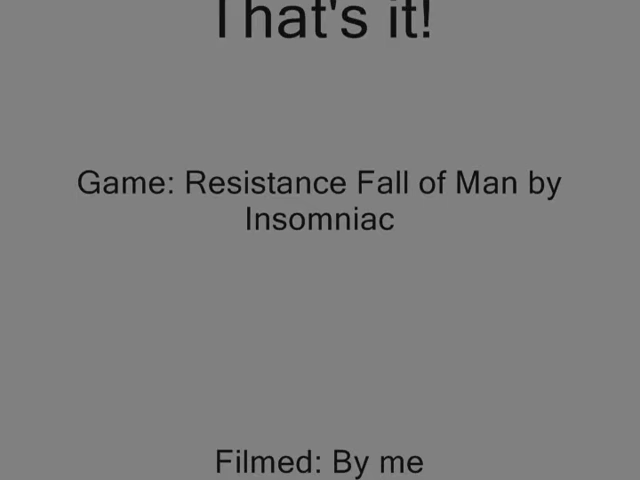 That's it!
Game: Resistance Fall of Man by
Insomniac
Filmed: By me